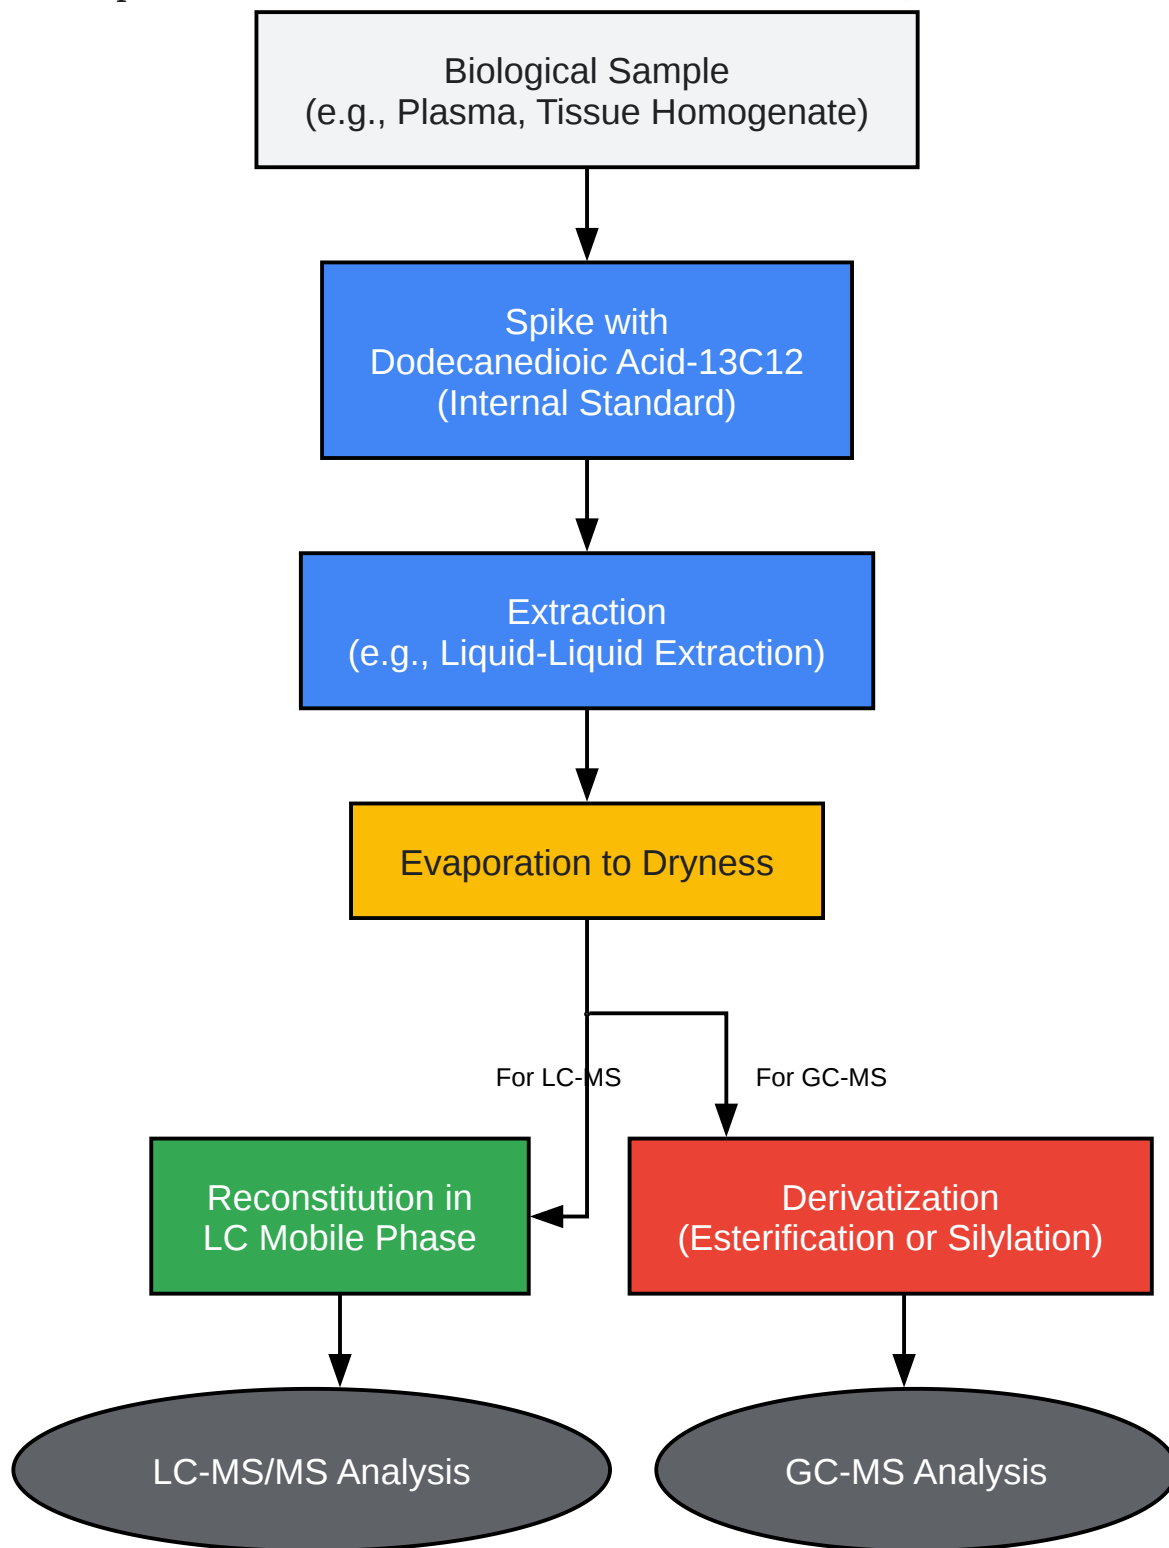 Biological Sample
(e.g., Plasma, Tissue Homogenate)
Spike with
Dodecanedioic Acid-13C12
(Internal Standard)
Extraction
(e.g., Liquid-Liquid Extraction)
Evaporation to Dryness
For LC-MS
For GC-MS
Reconstitution in
LC Mobile Phase
Derivatization
(Esterification or Silylation)
LC-MS/MS Analysis
GC-MS Analysis